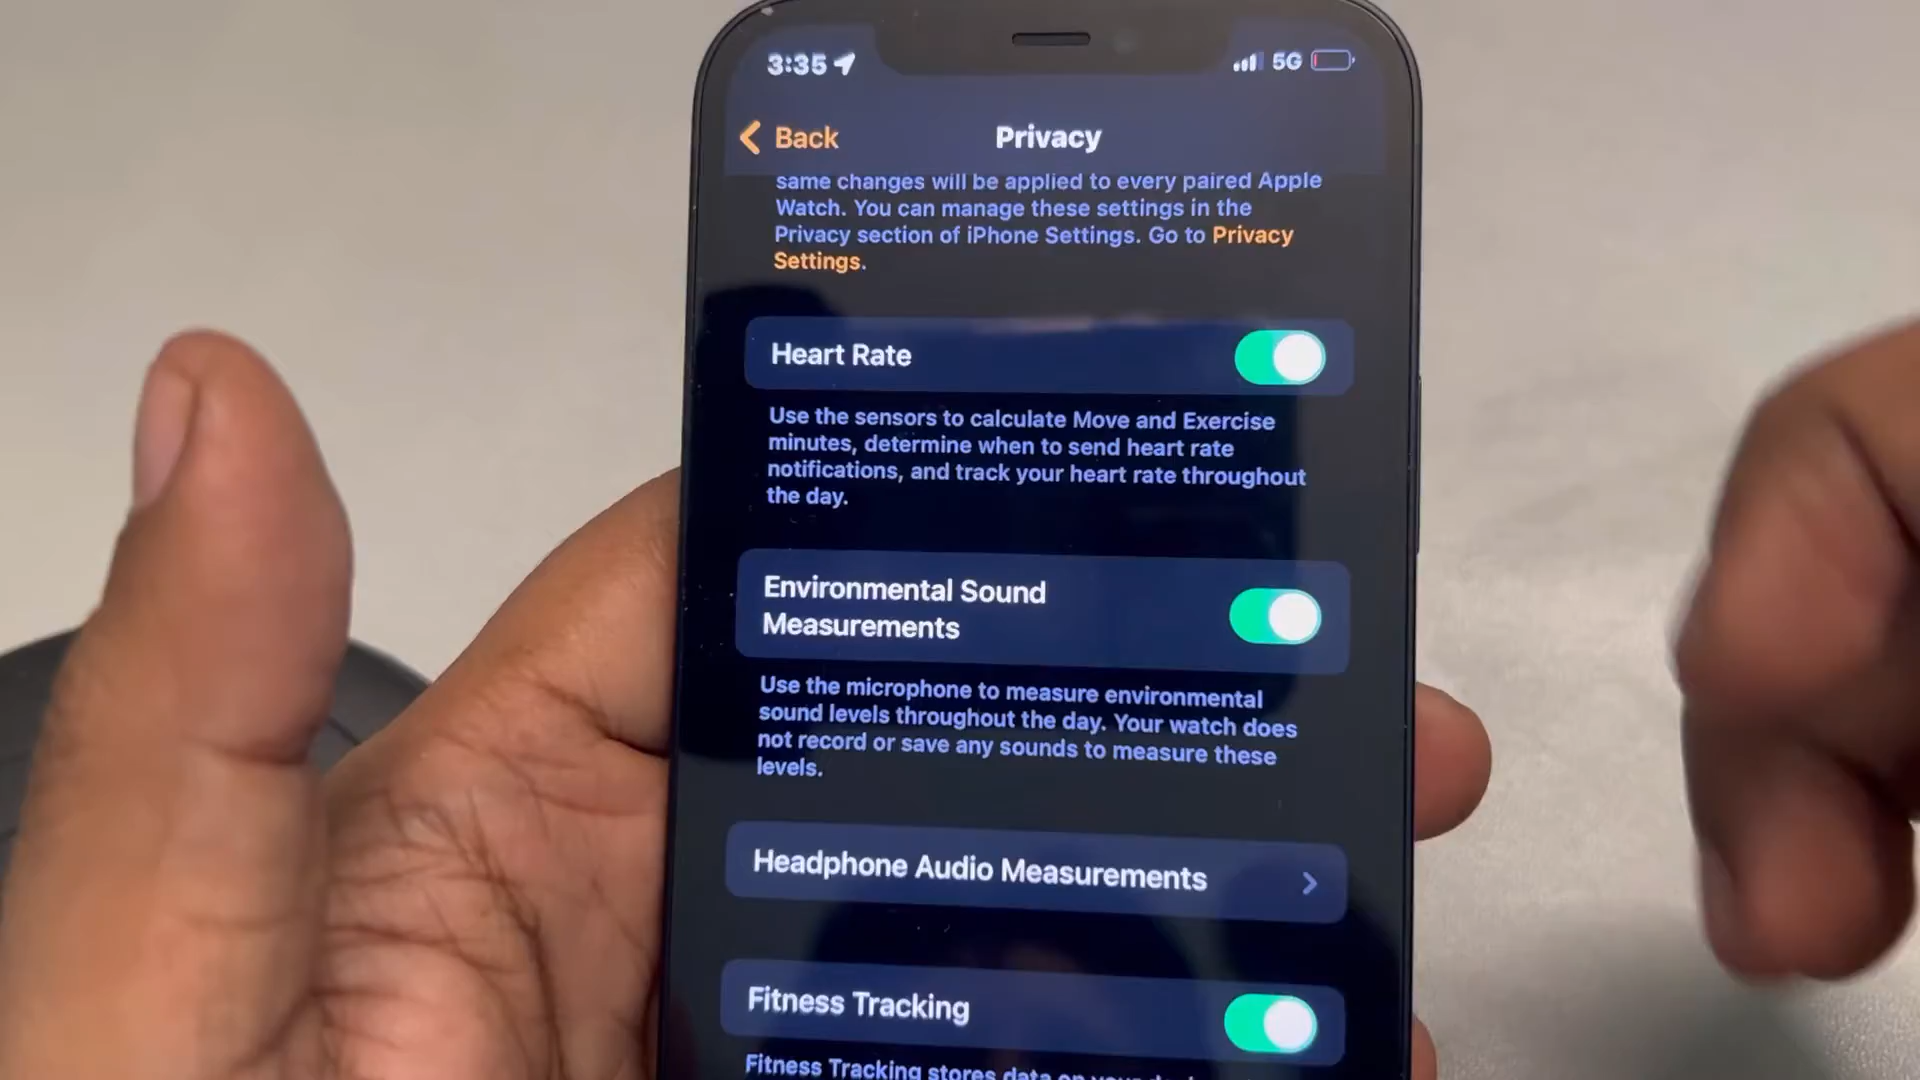 3:35
5G
Back
Privacy
same changes will be applied to every paired Apple
Watch. You can manage these settings in the
Privacy section of iPhone Settings. Go to Privacy
Settings.
Heart Rate
Use the sensors to calculate Move and Exercise
minutes, determine when to send heart rate
notifications, and track your heart rate throughout
the day.
Environmental Sound
Measurements
Use the microphone to measure environmental
sound levels throughout the day. Your watch does
not record or save any sounds to measure these
levels.
Headphone Audio Measurements
Fitness Tracking
Fitness Tracking stores data on your